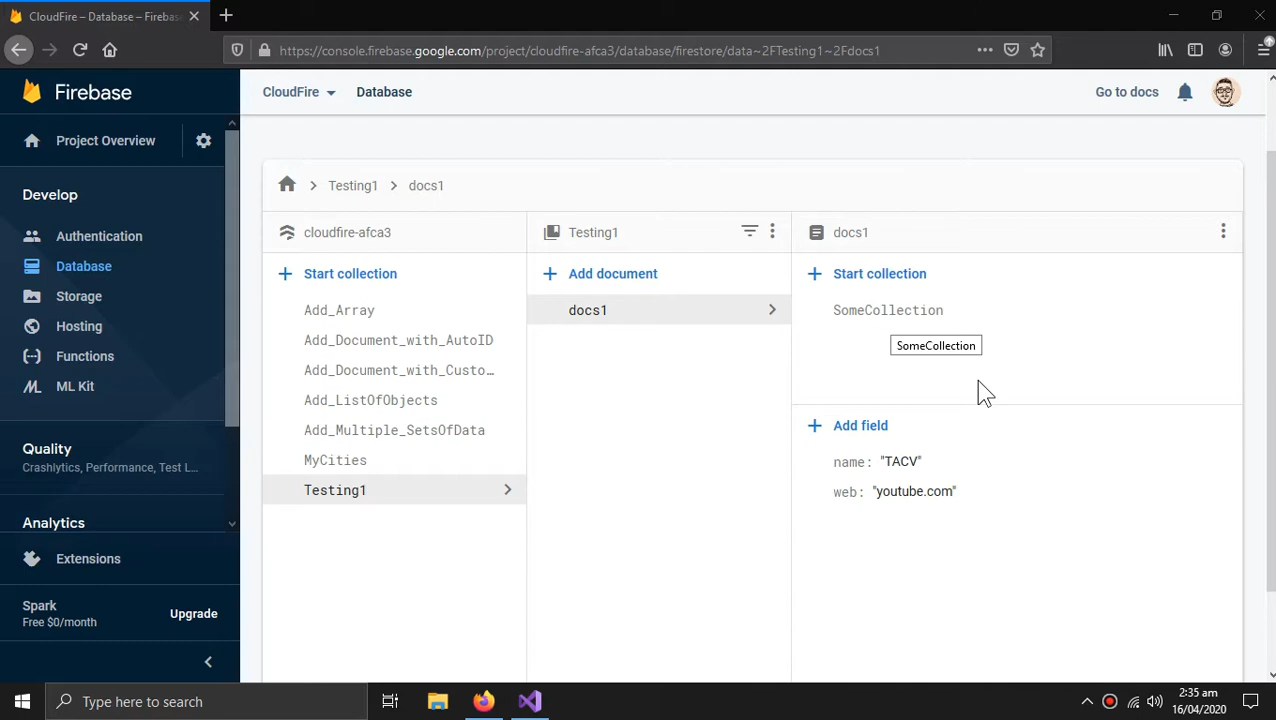 CloudFire – Database – Firebase
https://console.firebase.google.com/project/cloudfire-afca3/database/firestore/data~2FTesting1~2Fdocs1
Firebase
CloudFire
Database
Go to docs
Project Overview
Testing1
docs1
Develop
cloudfire-afca3
Testing1
docs1
Authentication
Start collection
Add document
Start collection
Database
Add_Array
docs1
SomeCollection
Storage
Add_Document_with_AutoID
SomeCollection
Hosting
Add_Document_with_Custo…
Functions
Add_ListOfObjects
ML Kit
Add_Multiple_SetsOfData
Add field
Quality
MyCities
name: "TACV"
Crashlytics, Performance, Test L…
Testing1
web: "youtube.com"
Analytics
Extensions
Spark
Free $0/month
Upgrade
Type here to search
2:35 am
16/04/2020